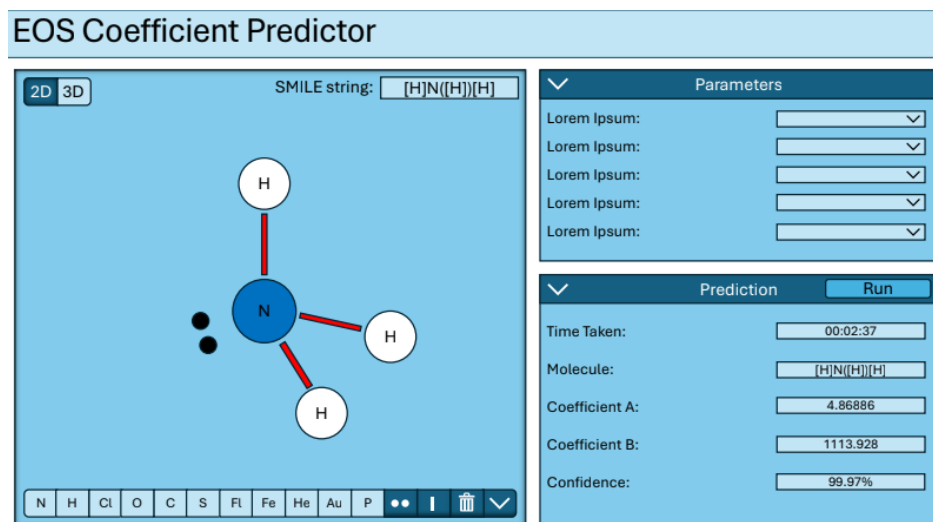 EOS Coefficient Predictor
2D 3D
SMILE string: [H]N([H])[H]
H
N
H
H
N H Cl O C S Fl Fe He Au P
Parameters
Lorem Ipsum:
Lorem Ipsum:
Lorem Ipsum:
Lorem Ipsum:
Lorem Ipsum:
Prediction Run
Time Taken: 00:02:37
Molecule: [H]N([H])[H]
Coefficient A: 4.86886
Coefficient B: 1113.928
Confidence: 99.97%